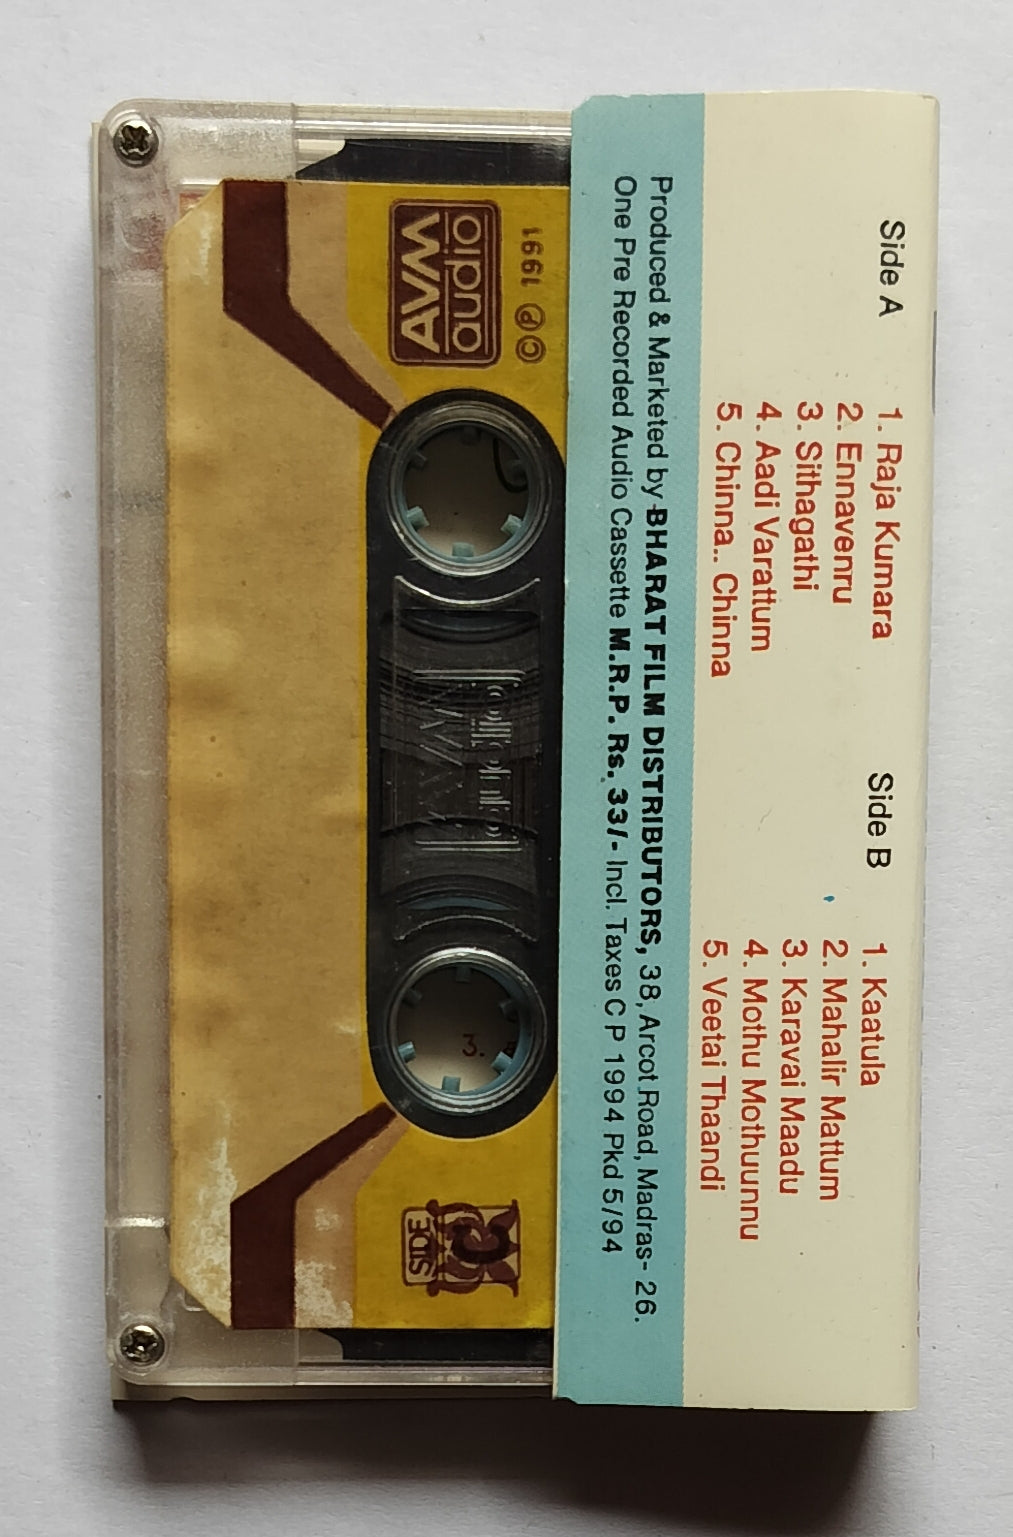 Side A
1. Raja Kumara
2. Ennavenru
3. Sithagathi
4. Aadi Varattum
5. Chinna.. Chinna
Side B
1. Kaatula
2. Mahalir Mattum
3. Karavai Maadu
4. Mothu Mothuunnu
5. Veetai Thaandi
Produced & Marketed by BHARAT FILM DISTRIBUTORS, 38, Arcot Road, Madras- 26.
One Pre Recorded Audio Cassette M.R.P. Rs. 33/- Incl. Taxes C P 1994 Pkd 5/94
© ℗ 1991
AVM
audio
SIDE
3.